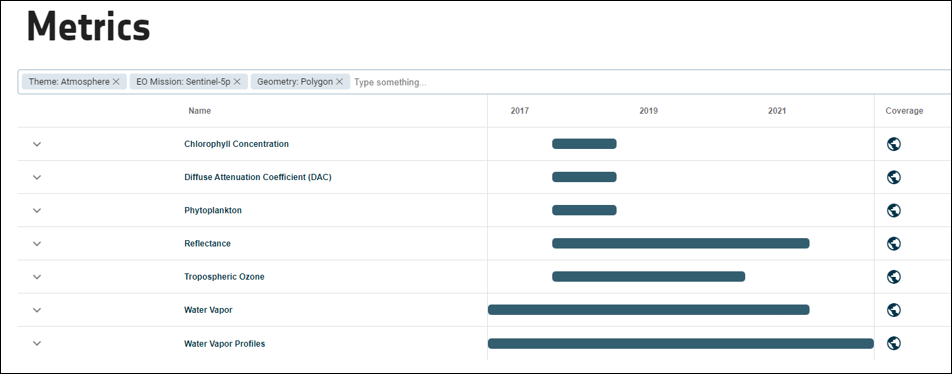 Metrics
Theme: Atmosphere EO Mission: Sentinel-5p Geometry: Polygon Type something...
Name 2017 2019 2021 Coverage
Chlorophyll Concentration
Diffuse Attenuation Coefficient (DAC)
Phytoplankton
Reflectance
Tropospheric Ozone
Water Vapor
Water Vapor Profiles